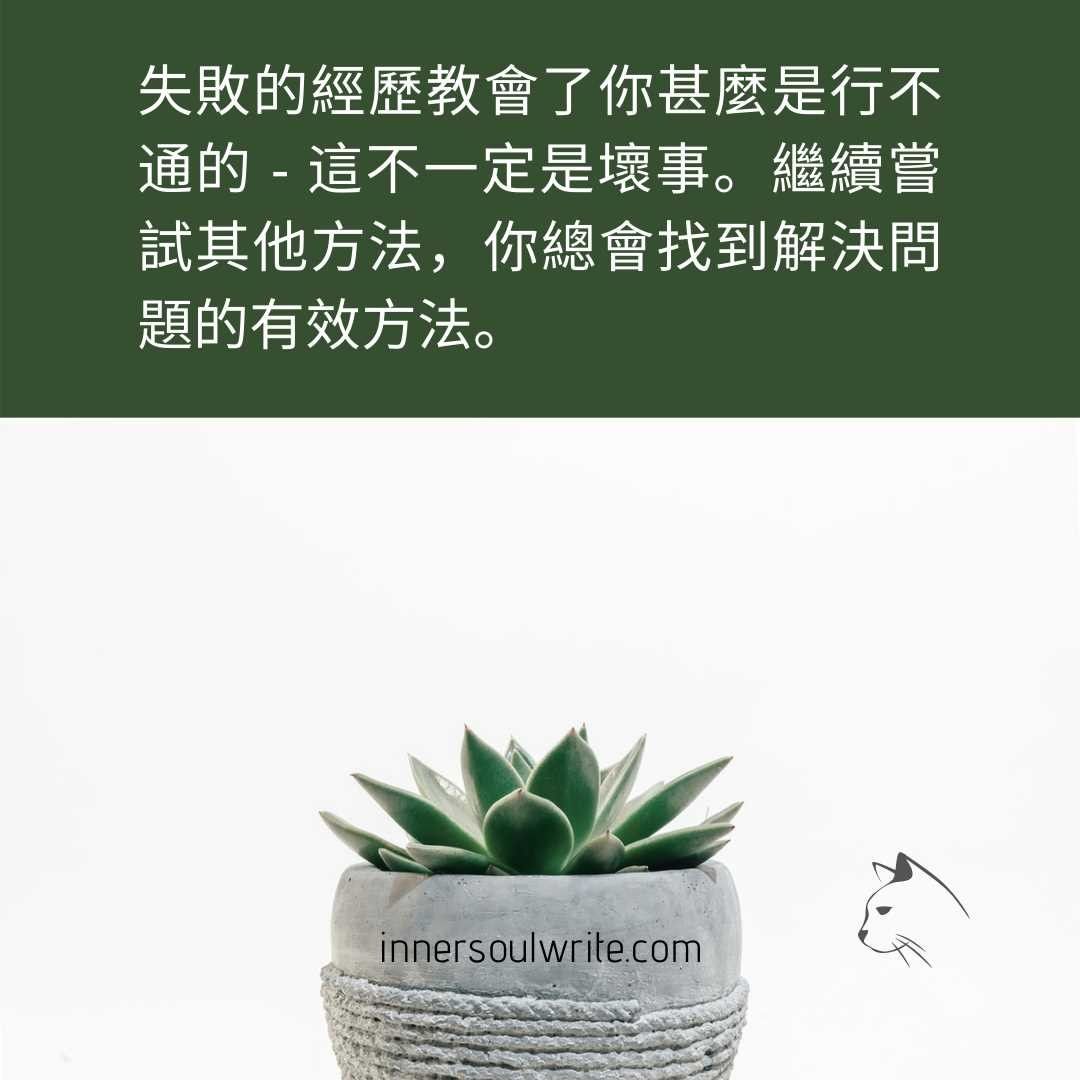 失敗的經歷教會了你甚麼是行不
通的 - 這不一定是壞事。繼續嘗
試其他方法，你總會找到解決問
題的有效方法。
innersoulwrite.com